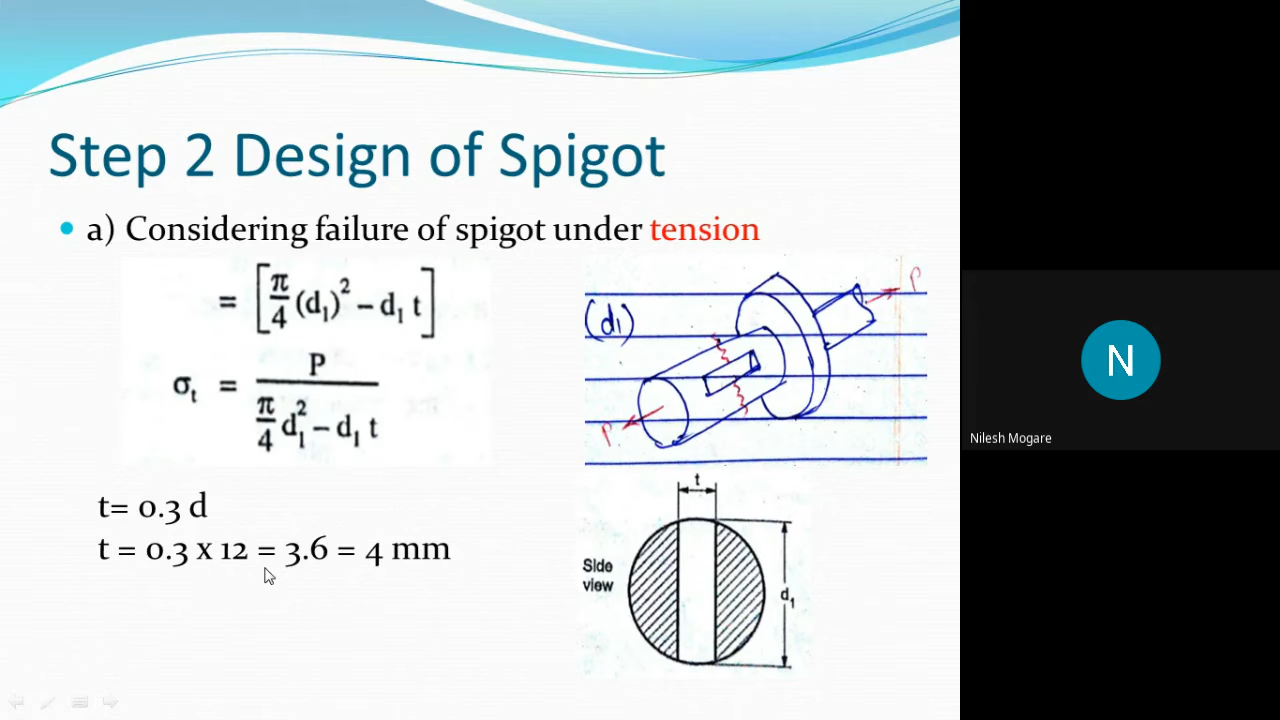 Step 2 Design of Spigot
a) Considering failure of spigot under tension
= [π/4 (d₁)² – d₁ t]
σₜ = P / (π/4 d₁² – d₁ t)
t= 0.3 d
t = 0.3 x 12 = 3.6 = 4 mm
(d1)
P
P
t
Side
view
d₁
N
Nilesh Mogare